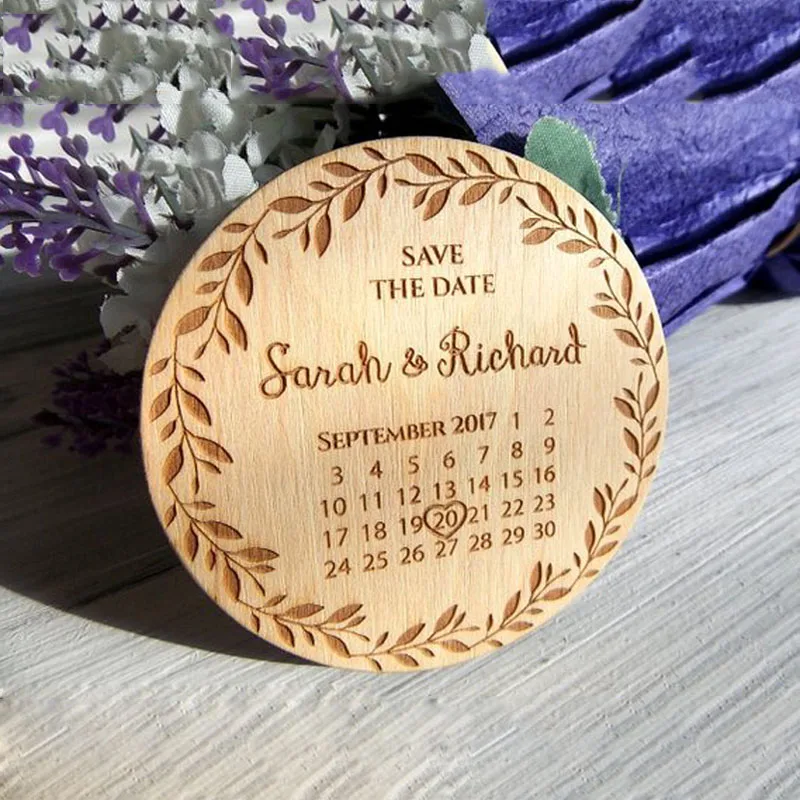 SAVE
THE DATE
Sarah & Richard
SEPTEMBER 2017 1 2
3 4 5 6 7 8 9
10 11 12 13 14 15 16
17 18 19 20 21 22 23
24 25 26 27 28 29 30